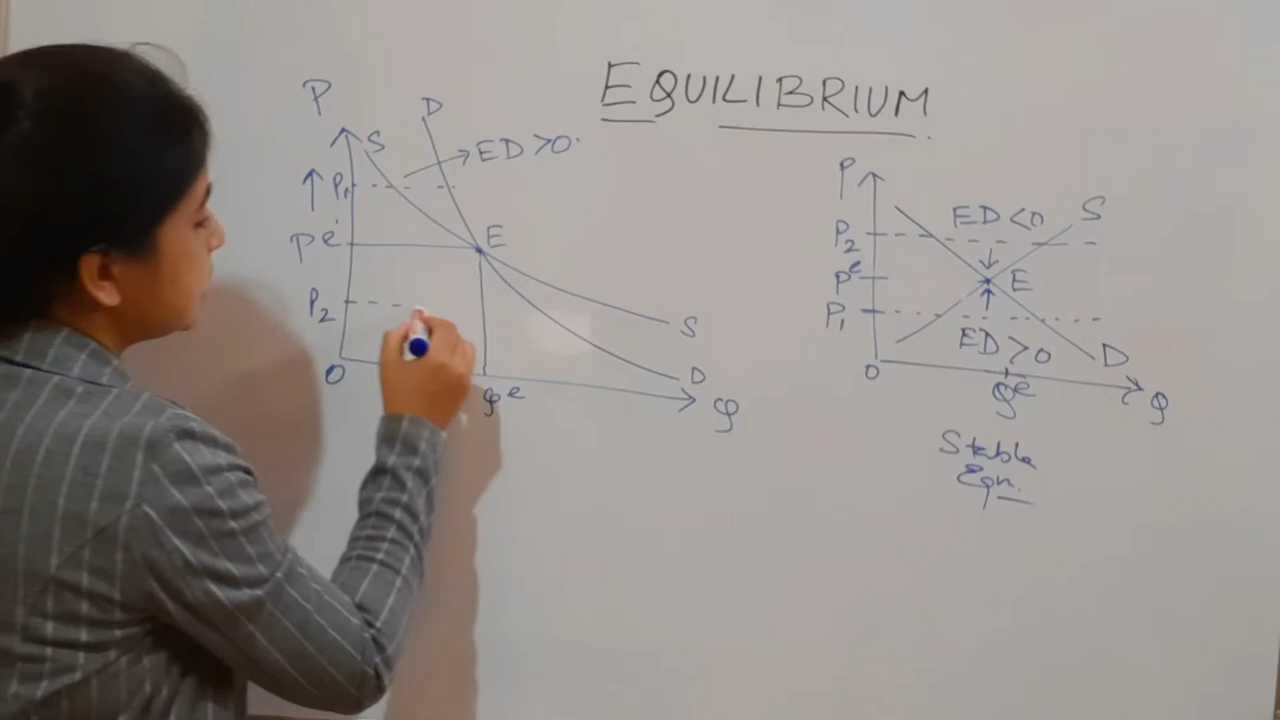 EQUILIBRIUM
P
D
S
ED>0
P₁
Pᵉ
E
P₂
S
D
O
Qᵉ
Q
P
S
ED<0
P₂
Pᵉ
E
P₁
ED>0
D
O
Qᵉ
Q
Stable
Eqn.